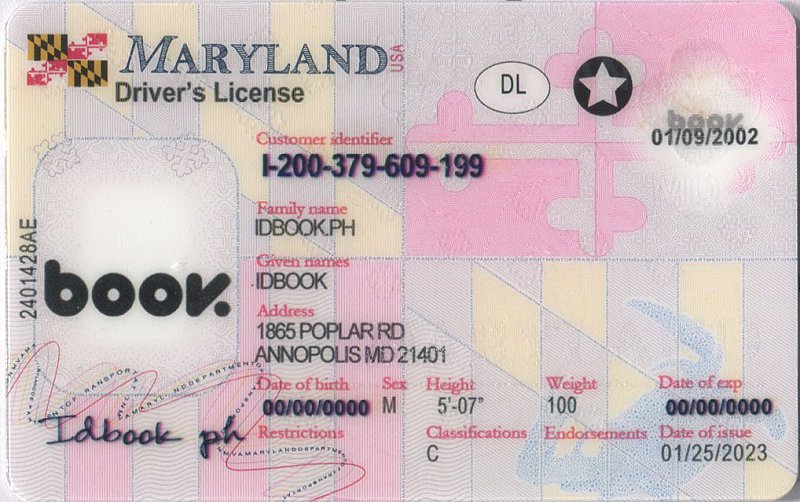 MARYLAND USA
Driver's License
DL
book.
01/09/2002
Customer identifier
I-200-379-609-199
Family name
IDBOOK.PH
Given names
IDBOOK
Address
1865 POPLAR RD
ANNOPOLIS MD 21401
2401428AE
book.
Date of birth Sex Height Weight Date of exp
00/00/0000 M 5'-07" 100 00/00/0000
Restrictions Classifications Endorsements Date of issue
C 01/25/2023
Idbook ph